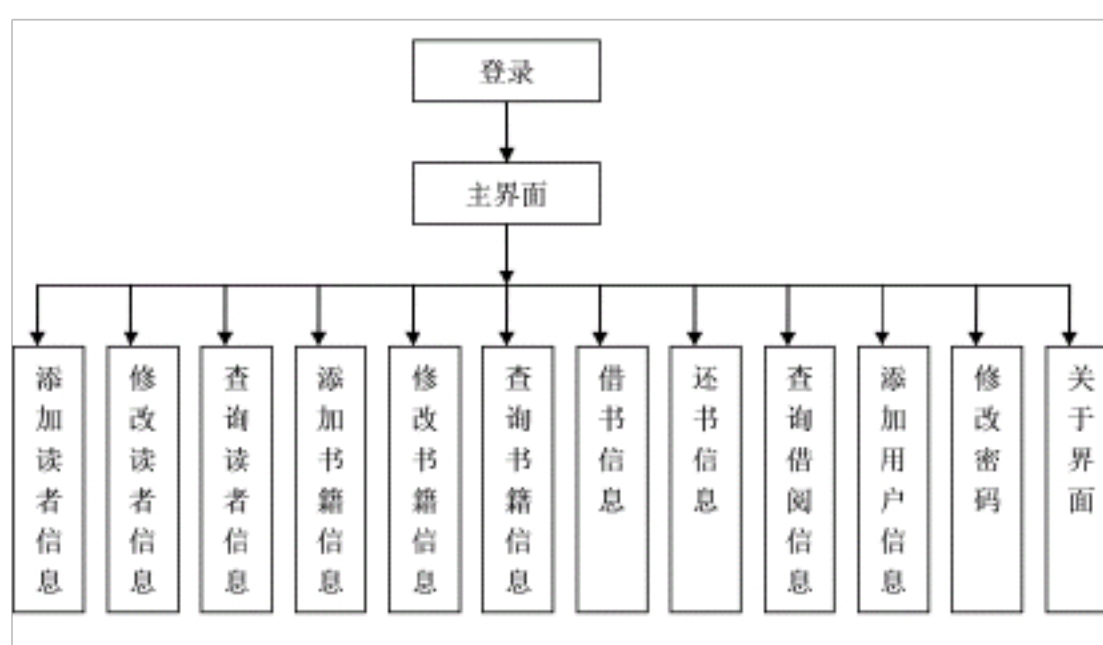 登录
主界面
添加读者信息
修改读者信息
查询读者信息
添加书籍信息
修改书籍信息
查询书籍信息
借书信息
还书信息
查询借阅信息
添加用户信息
修改密码
关于界面